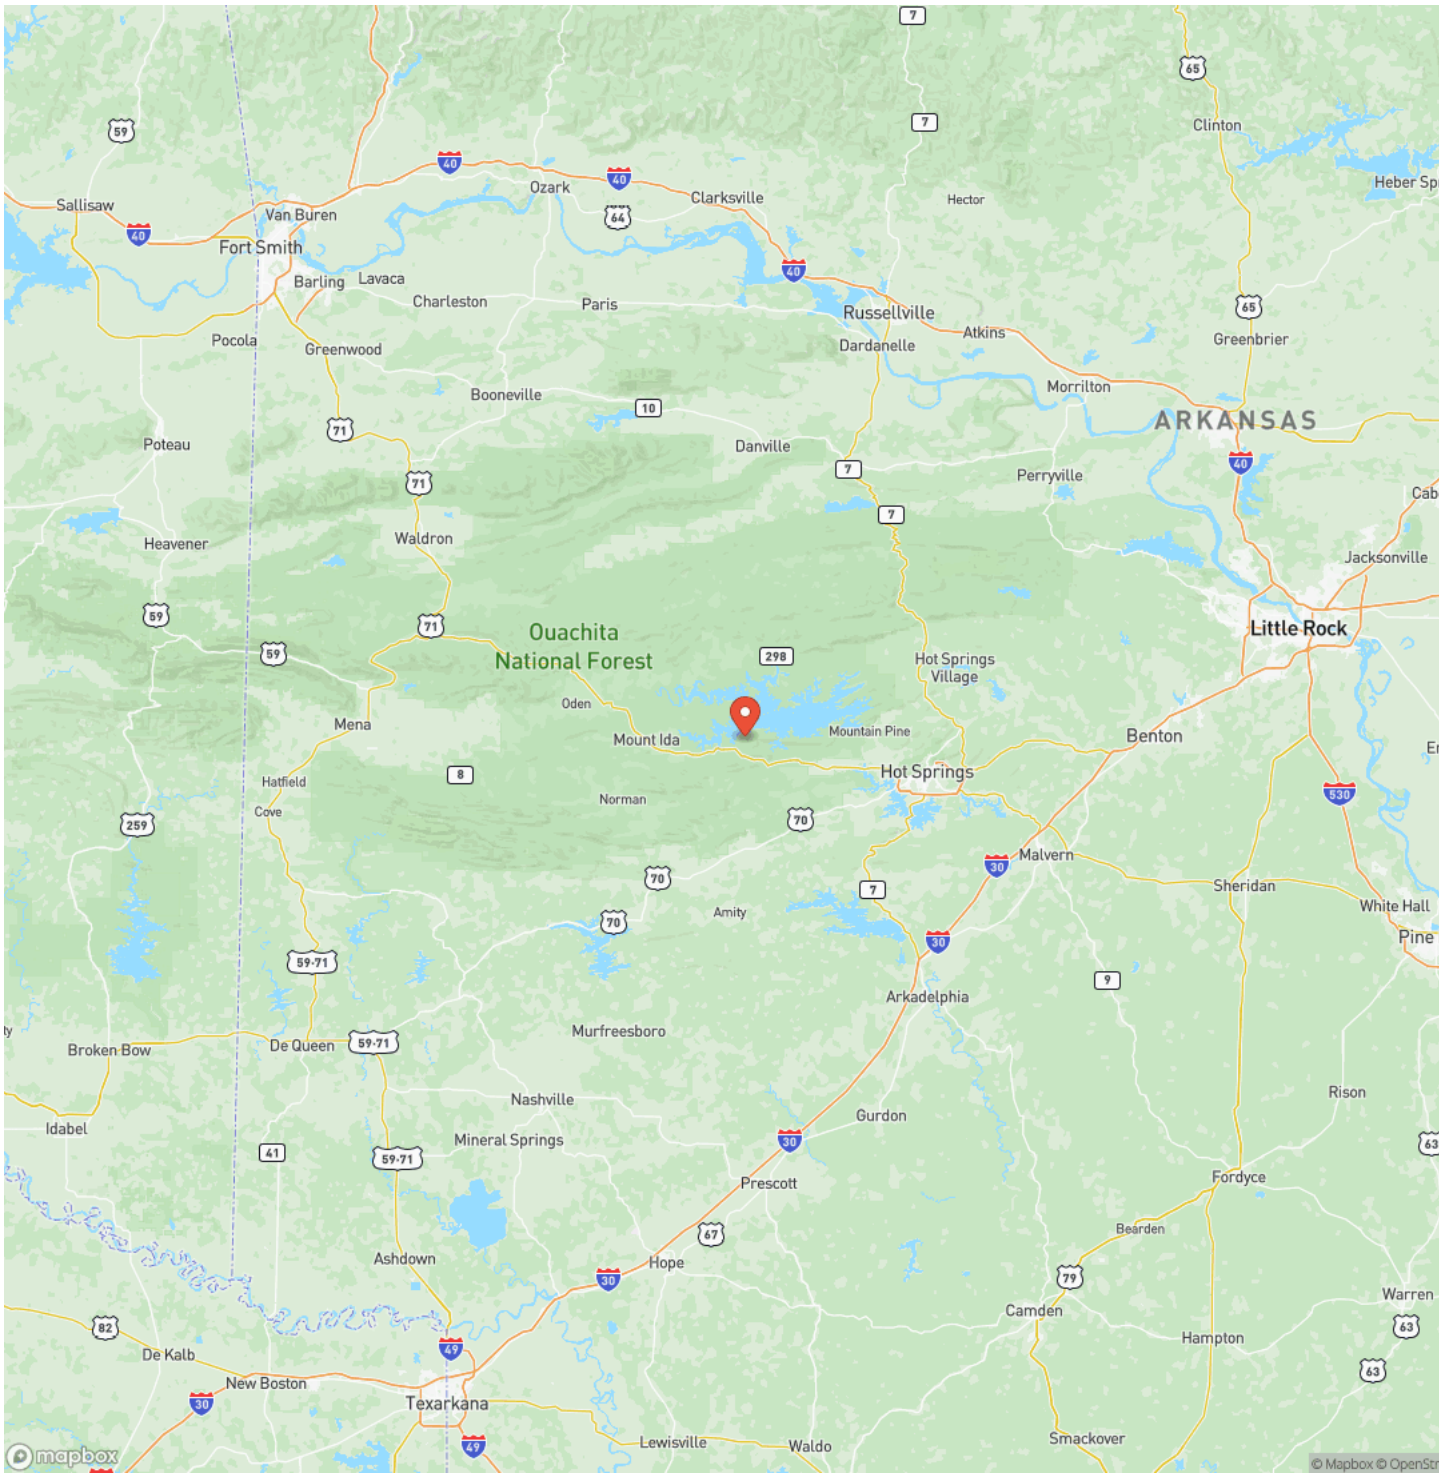 7
65
59
Clinton
7
40
Heber Spr
40
Ozark
Clarksville
Hector
Sallisaw
Van Buren
64
40
Fort Smith
40
Lavaca
Barling
Charleston
Paris
65
Russellville
Atkins
Pocola
Greenwood
Dardanelle
Greenbrier
Morrilton
Booneville
10
ARKANSAS
71
Poteau
Danville
40
7
Perryville
71
Cab
7
Waldron
Heavener
Jacksonville
59
71
Little Rock
Ouachita
National Forest
59
298
Hot Springs
Village
Oden
Mena
Mountain Pine
Mount Ida
Benton
Er
8
Hot Springs
Hatfield
530
Norman
Cove
70
259
Malvern
30
70
7
Sheridan
White Hall
Amity
70
Pine
30
59-71
9
Arkadelphia
ty
Murfreesboro
59-71
De Queen
Broken Bow
Rison
Nashville
Gurdon
Idabel
Mineral Springs
30
63
41
59-71
Fordyce
Prescott
Bearden
67
Ashdown
Hope
30
79
Warren
Camden
82
63
Hampton
49
De Kalb
63
New Boston
30
Texarkana
Smackover
Lewisville
Waldo
49
mapbox
© Mapbox © OpenStr